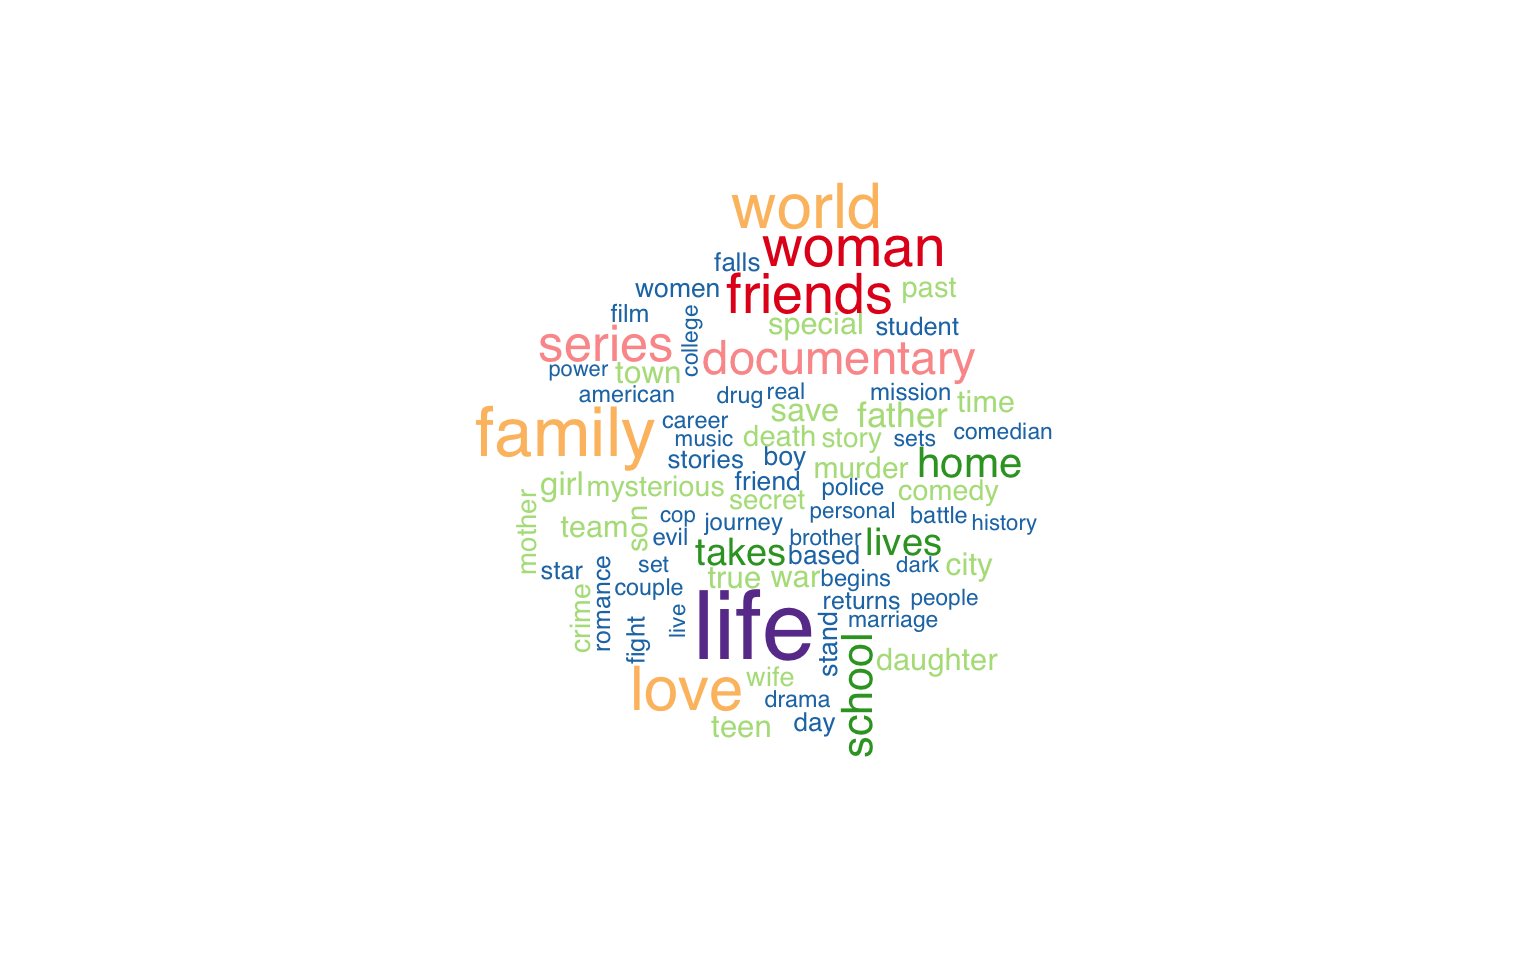 world
woman
falls
women
friends
past
film
college
special
student
series
documentary
power
town
american
drug
real
mission
time
save
father
family
career
music
death
story
sets
comedian
stories
boy
murder
home
girl
mysterious
friend
police
comedy
secret
mother
team
son
cop
journey
personal
battle
history
evil
takes
brother
lives
based
star
set
true
war
begins
dark
city
romance
couple
crime
fight
live
life
returns
people
stand
marriage
school
daughter
love
wife
drama
teen
day